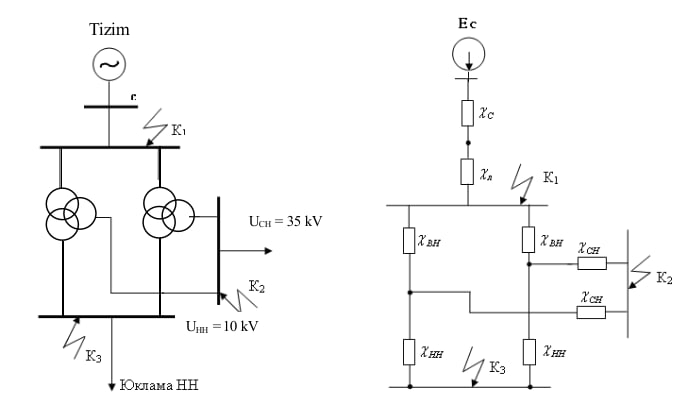 Tizim
Ec
c
K1
UCH = 35 kV
K2
UHH = 10 kV
K3
Юклама НН
χC
χл
K1
χBH
χBH
χCH
K2
χCH
χHH
χHH
K3